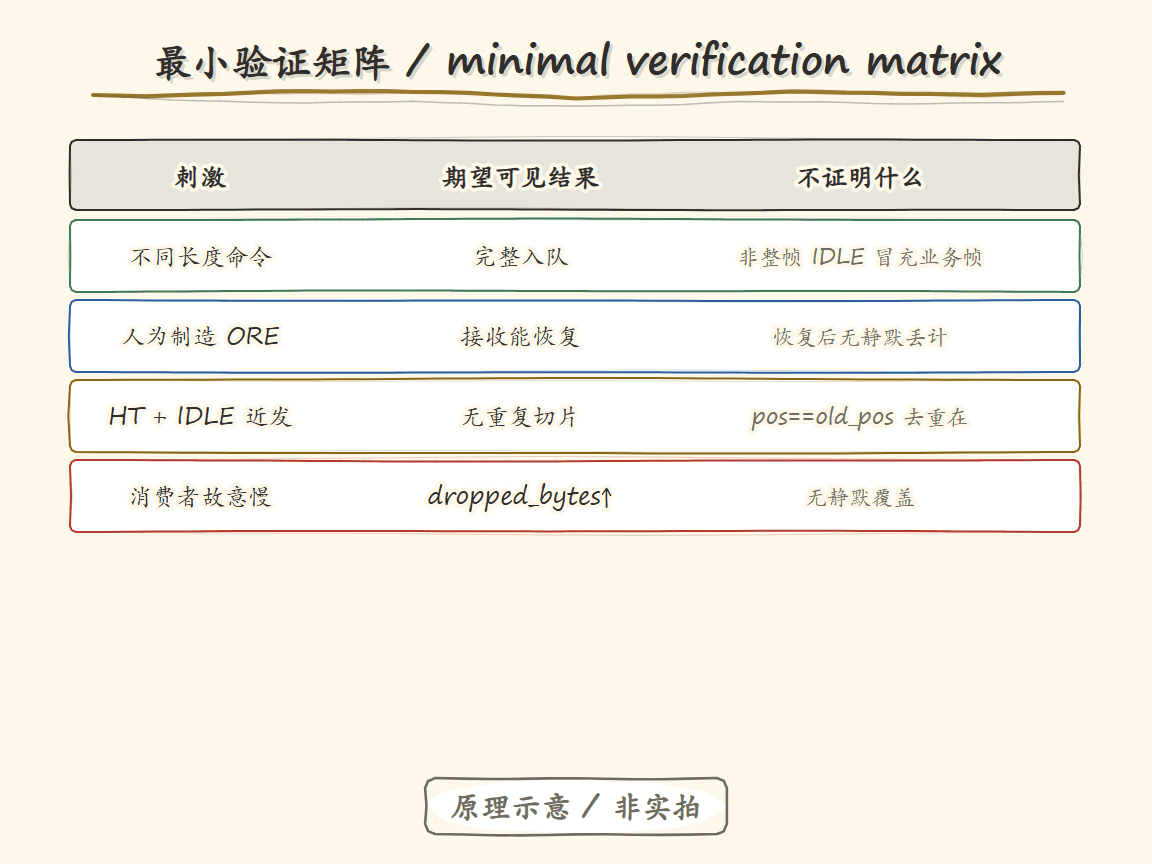 最小验证矩阵 / minimal verification matrix
刺激 期望可见结果 不证明什么
不同长度命令 完整入队 非整帧 IDLE 冒充业务帧
人为制造 ORE 接收能恢复 恢复后无静默丢计
HT + IDLE 近发 无重复切片 pos==old_pos 去重在
消费者故意慢 dropped_bytes↑ 无静默覆盖
原理示意 / 非实拍